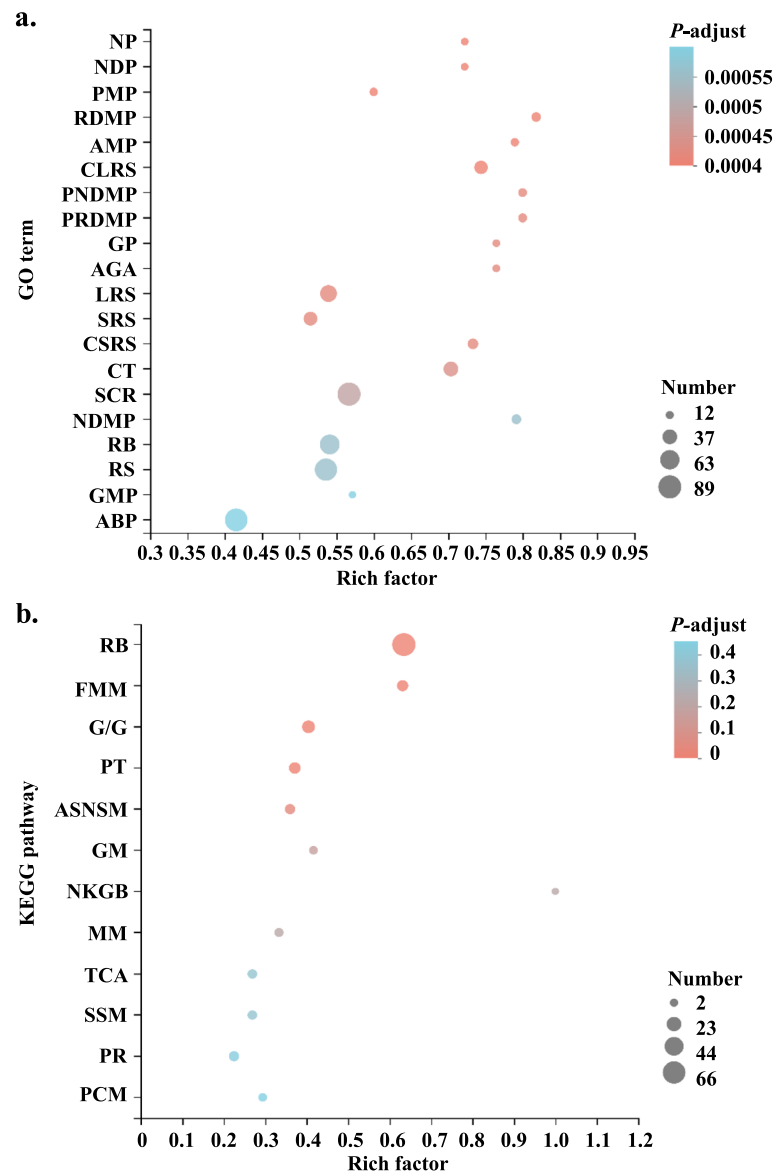 a.
NP
NDP
PMP
RDMP
AMP
CLRS
PNDMP
PRDMP
GP
AGA
LRS
SRS
CSRS
CT
SCR
NDMP
RB
RS
GMP
ABP
GO term
0.3 0.35 0.4 0.45 0.5 0.55 0.6 0.65 0.7 0.75 0.8 0.85 0.9 0.95
Rich factor
P-adjust
0.00055
0.0005
0.00045
0.0004
Number
12
37
63
89
b.
RB
FMM
G/G
PT
ASNSM
GM
NKGB
MM
TCA
SSM
PR
PCM
KEGG pathway
0 0.1 0.2 0.3 0.4 0.5 0.6 0.7 0.8 0.9 1.0 1.1 1.2
Rich factor
P-adjust
0.4
0.2
0.1
0
Number
2
23
44
66